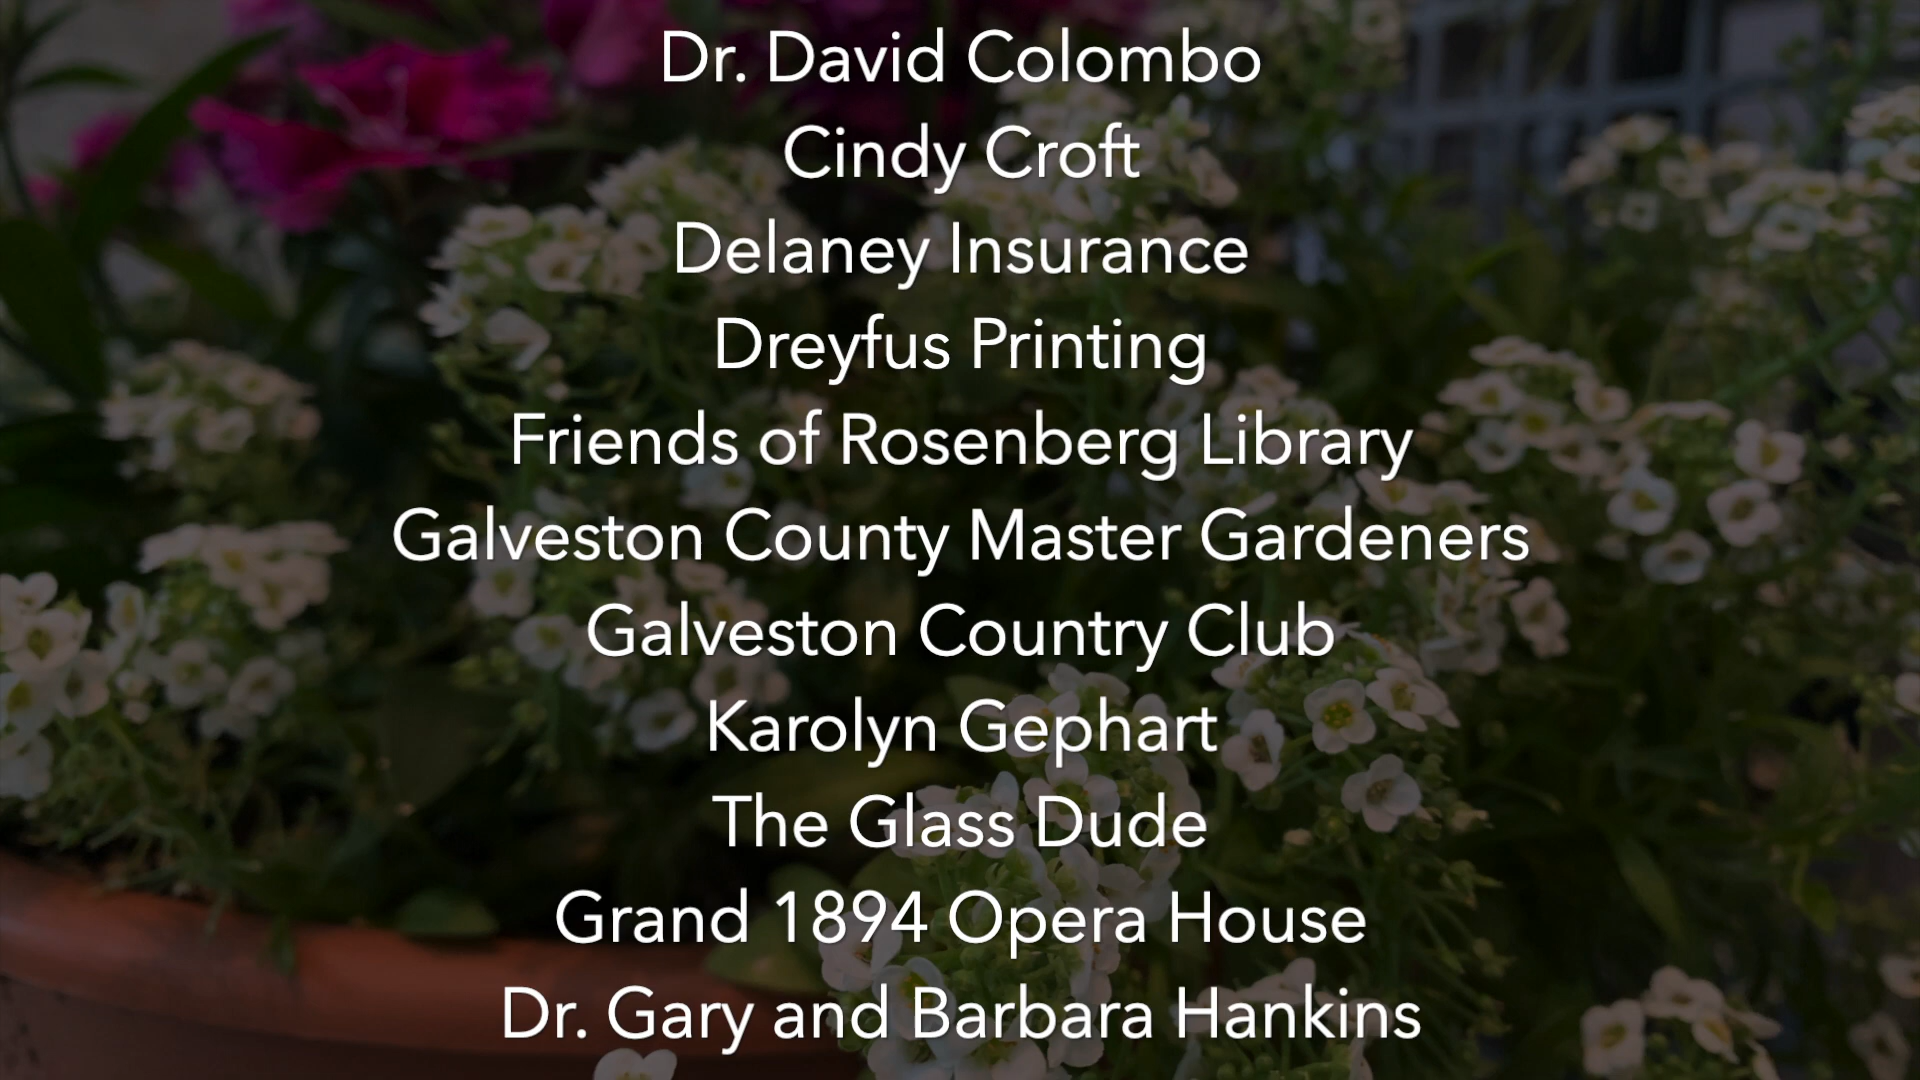 Dr. David Colombo
Cindy Croft
Delaney Insurance
Dreyfus Printing
Friends of Rosenberg Library
Galveston County Master Gardeners
Galveston Country Club
Karolyn Gephart
The Glass Dude
Grand 1894 Opera House
Dr. Gary and Barbara Hankins